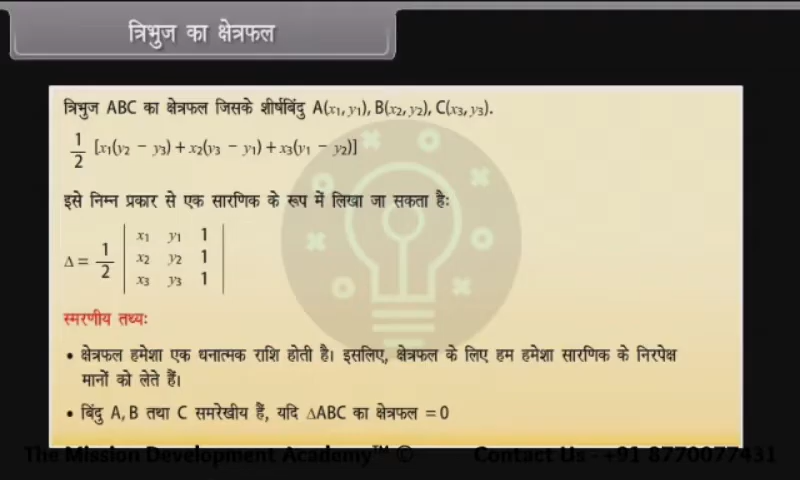 त्रिभुज का क्षेत्रफल
त्रिभुज ABC का क्षेत्रफल जिसके शीर्षबिंदु A(x₁, y₁), B(x₂, y₂), C(x₃, y₃).
1/2 [x₁(y₂ − y₃) + x₂(y₃ − y₁) + x₃(y₁ − y₂)]
इसे निम्न प्रकार से एक सारणिक के रूप में लिखा जा सकता हैः
Δ = 1/2 | x₁ y₁ 1
x₂ y₂ 1
x₃ y₃ 1 |
स्मरणीय तथ्यः
• क्षेत्रफल हमेशा एक धनात्मक राशि होती है। इसलिए, क्षेत्रफल के लिए हम हमेशा सारणिक के निरपेक्ष
मानों को लेते हैं।
• बिंदु A, B तथा C समरेखीय हैं, यदि ΔABC का क्षेत्रफल = 0
The Mission Development Academy™ © Contact Us - +91 8770077431